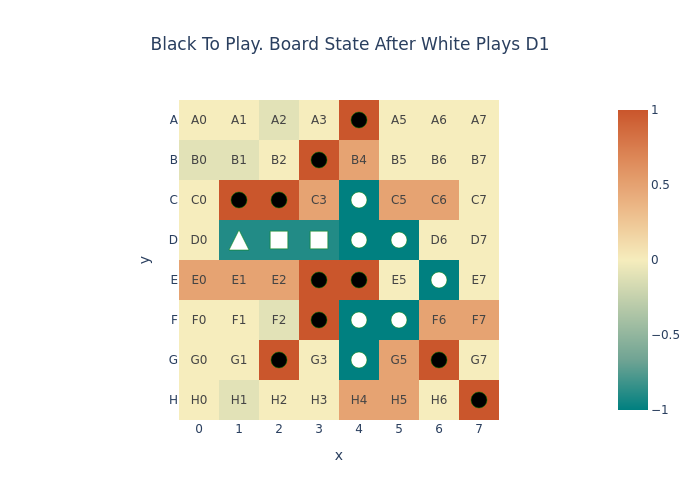 Black To Play. Board State After White Plays D1
A A0 A1 A2 A3 A5 A6 A7
B B0 B1 B2 B4 B5 B6 B7
C C0 C3 C5 C6 C7
D D0 D6 D7
E E0 E1 E2 E5 E7
F F0 F1 F2 F6 F7
G G0 G1 G3 G5 G7
H H0 H1 H2 H3 H4 H5 H6
0 1 2 3 4 5 6 7
x
y
1
0.5
0
−0.5
−1